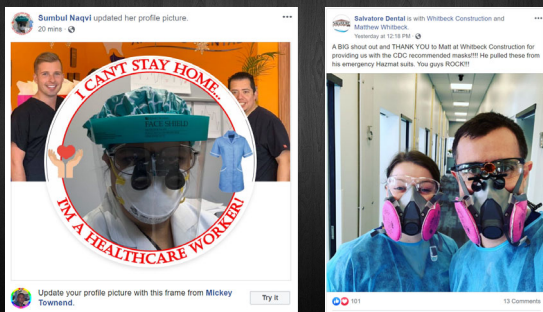 Sumbul Naqvi updated her profile picture.
20 mins ·
I CAN'T STAY HOME...
FACE SHIELD
I'M A HEALTHCARE WORKER!
Update your profile picture with this frame from Mickey
Townend.
Try it
Salvatore Dental is with Whitbeck Construction and
Matthew Whitbeck.
Yesterday at 12:18 PM ·
A BIG shout out and THANK YOU to Matt at Whitbeck Construction for
providing us with the CDC recommended masks!!!! He pulled these from
his emergency Hazmat suits. You guys ROCK!!!
101
13 Comments